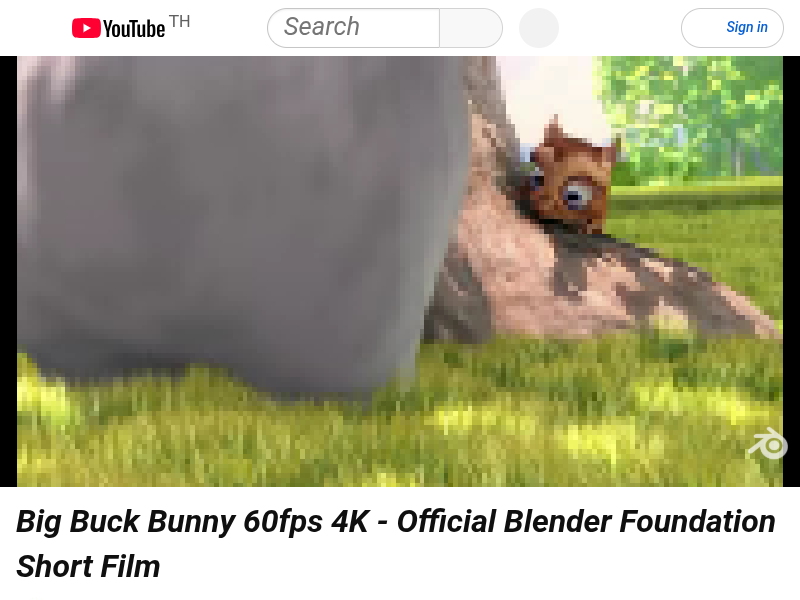 YouTube TH
Search
Sign in
Big Buck Bunny 60fps 4K - Official Blender Foundation
Short Film